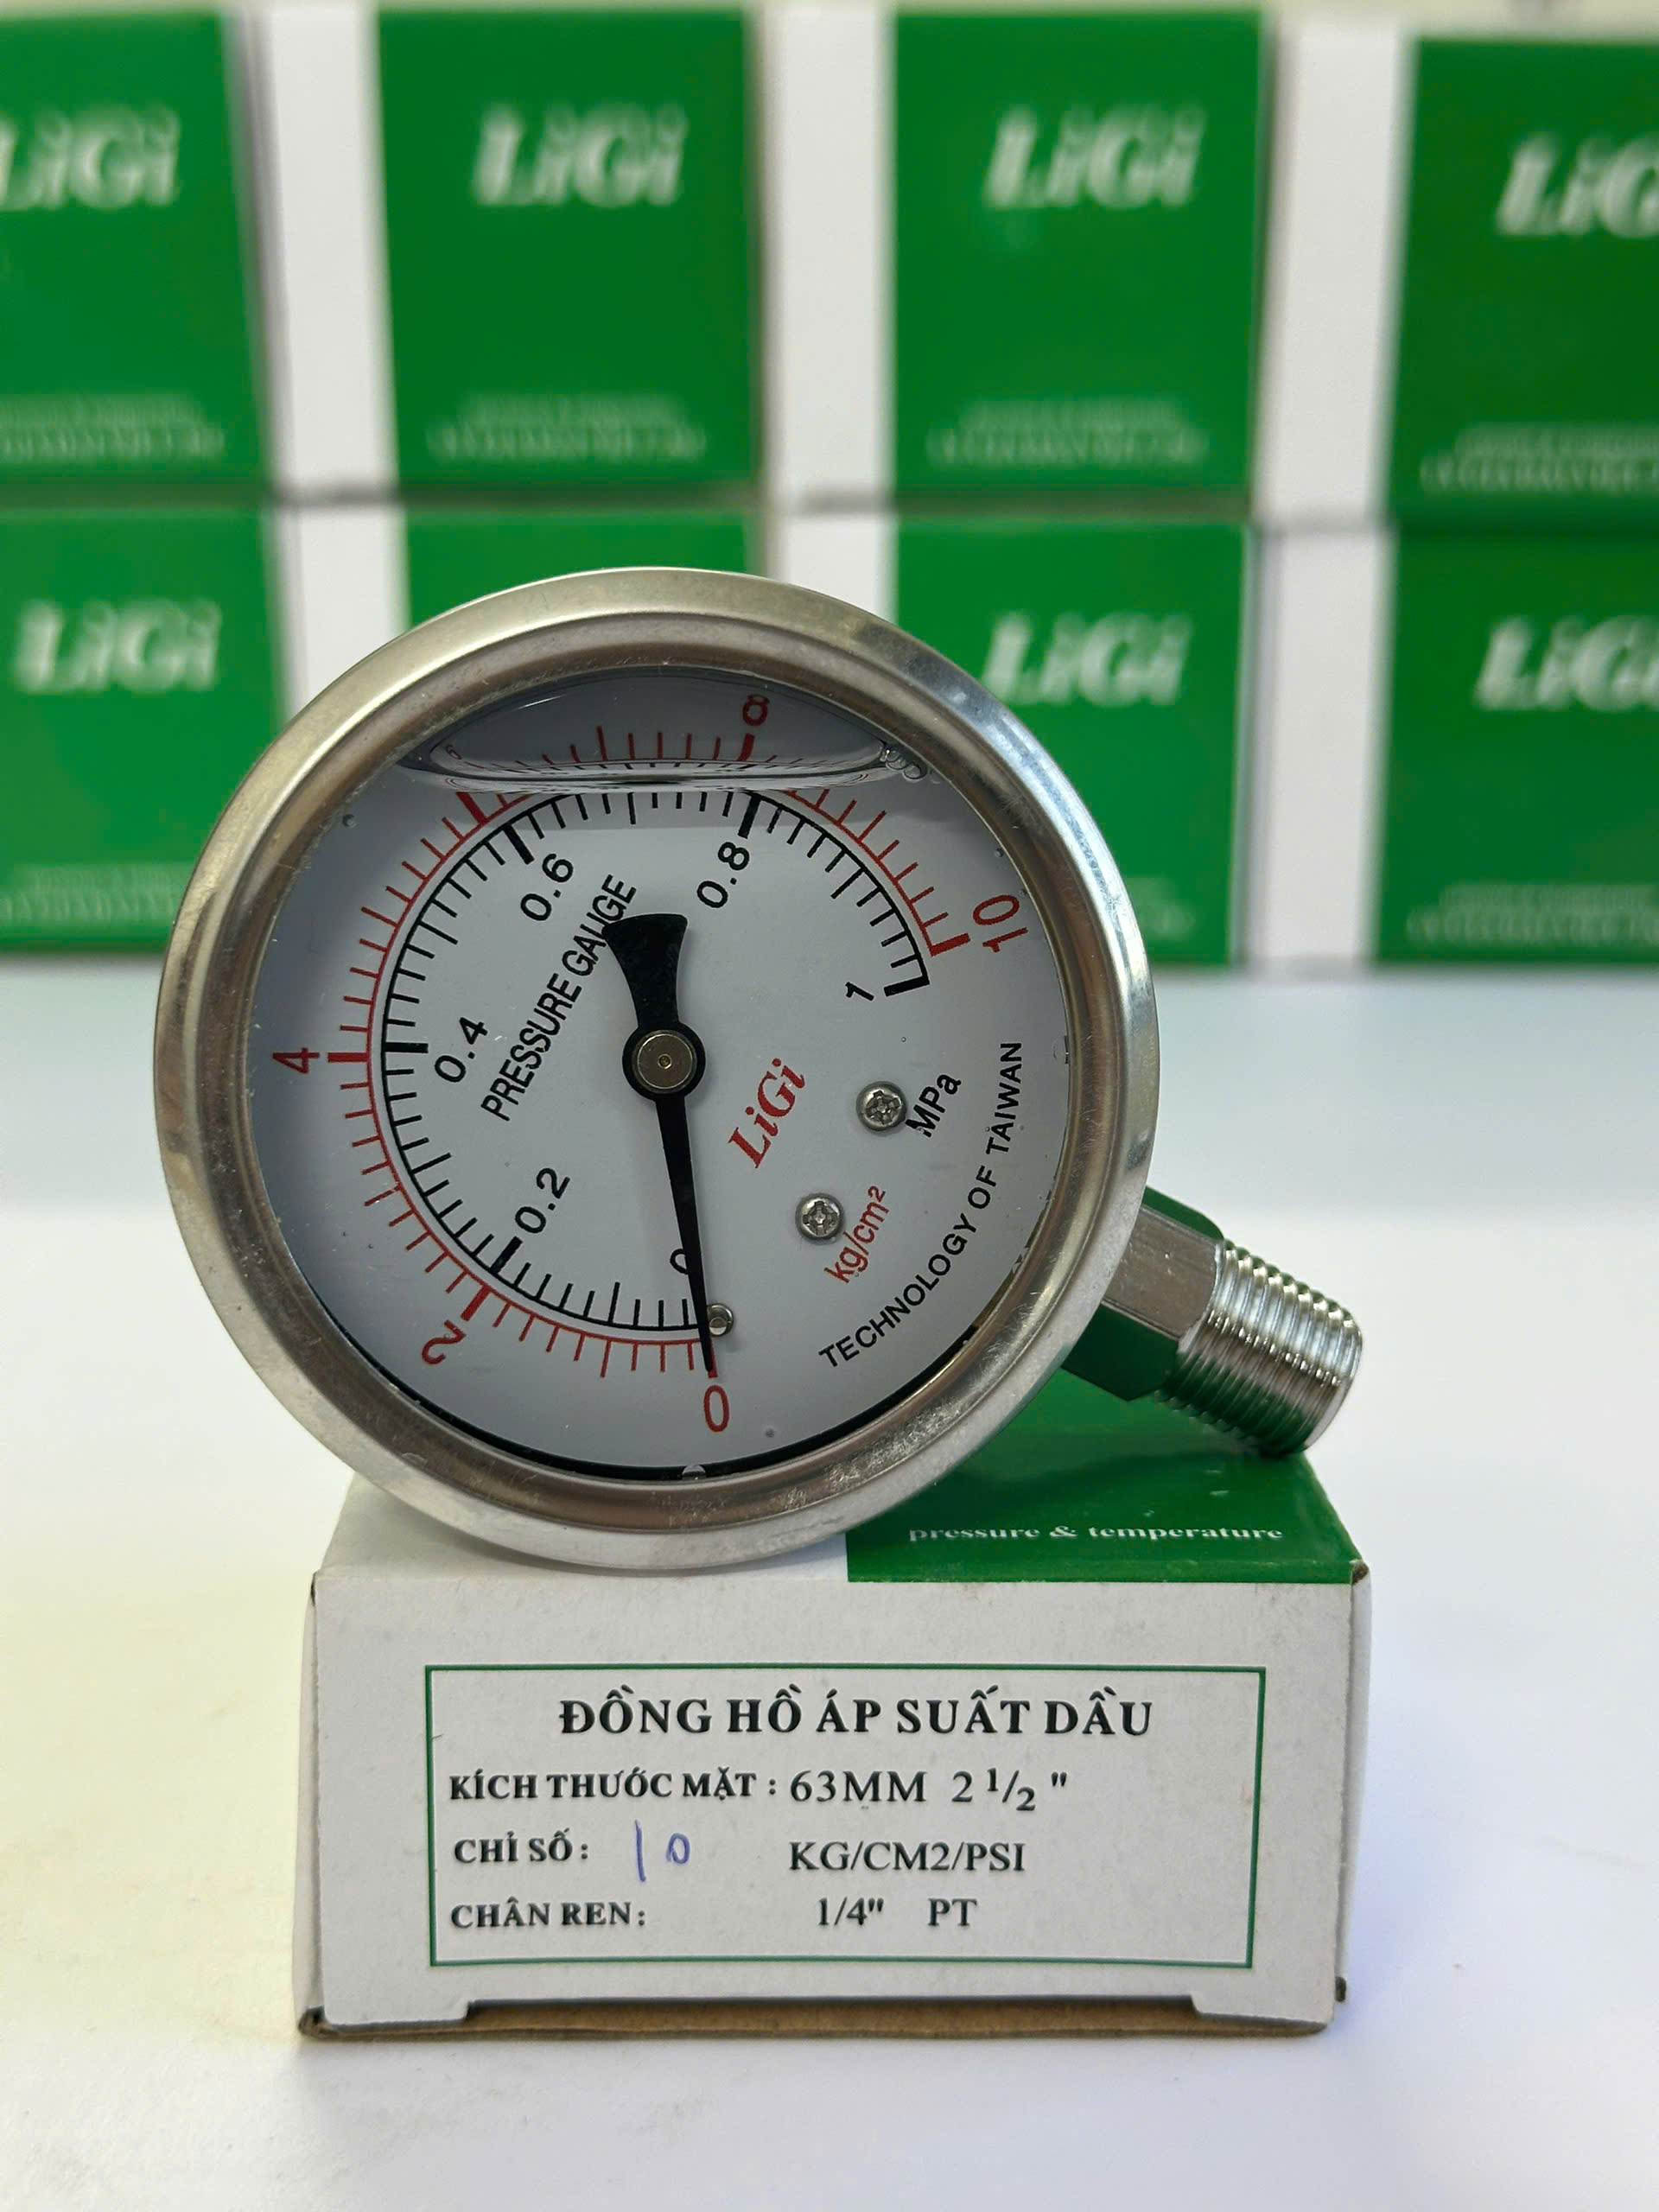 LiGi
LiGi
LiGi
LiGi
LiGi
LiGi
8
10
4
2
0
0.6
0.8
0.4
1
0.2
0
PRESSURE GAUGE
LiGi
MPa
kg/cm²
TECHNOLOGY OF TAIWAN
pressure & temperature
ĐỒNG HỒ ÁP SUẤT DẦU
KÍCH THƯỚC MẶT : 63MM 2 1/2 "
CHỈ SỐ: 10 KG/CM2/PSI
CHÂN REN: 1/4" PT